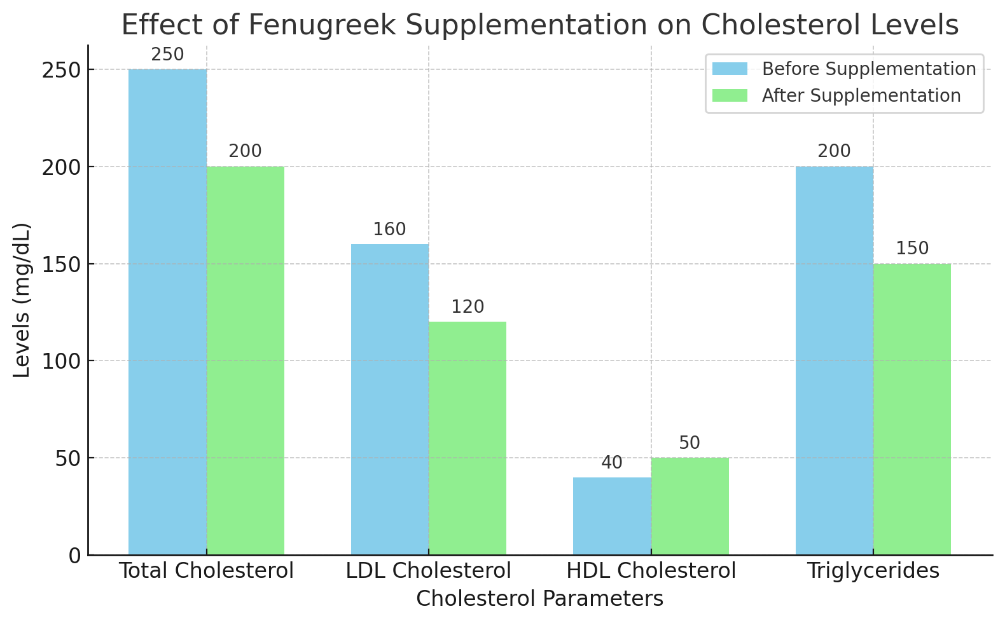 Effect of Fenugreek Supplementation on Cholesterol Levels
Before Supplementation
After Supplementation
Levels (mg/dL)
250
200
150
100
50
0
250
200
160
120
40
50
200
150
Total Cholesterol
LDL Cholesterol
HDL Cholesterol
Triglycerides
Cholesterol Parameters